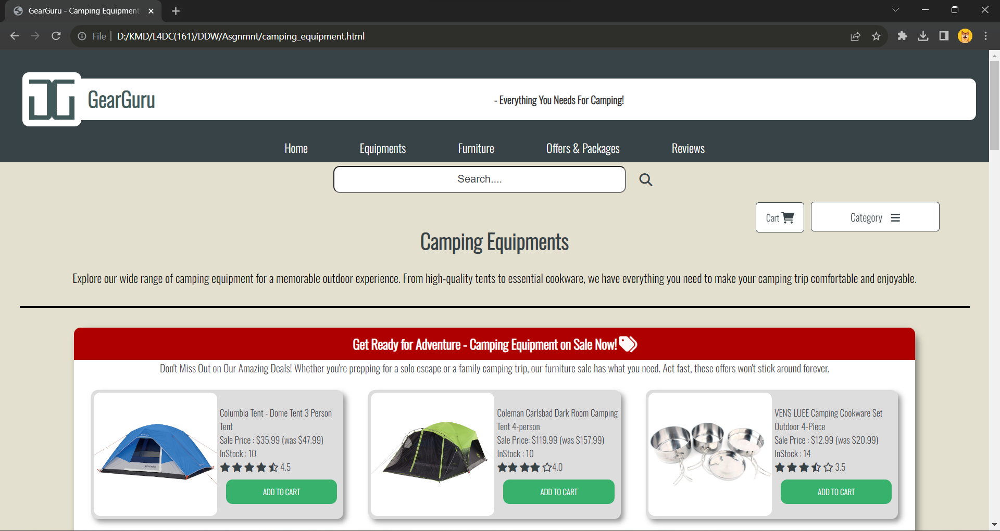 GearGuru - Camping Equipment
File
D:/KMD/L4DC(161)/DDW/Asgnmnt/camping_equipment.html
GearGuru
- Everything You Needs For Camping!
Home
Equipments
Furniture
Offers & Packages
Reviews
Search....
Cart
Category
Camping Equipments
Explore our wide range of camping equipment for a memorable outdoor experience. From high-quality tents to essential cookware, we have everything you need to make your camping trip comfortable and enjoyable.
Get Ready for Adventure - Camping Equipment on Sale Now!
Don't Miss Out on Our Amazing Deals! Whether you're prepping for a solo escape or a family camping trip, our furniture sale has what you need. Act fast, these offers won't stick around forever.
Columbia Tent - Dome Tent 3 Person
Tent
Sale Price : $35.99 (was $47.99)
InStock : 10
4.5
ADD TO CART
Coleman Carlsbad Dark Room Camping
Tent 4-person
Sale Price: $119.99 (was $157.99)
InStock : 10
4.0
ADD TO CART
VENS LUEE Camping Cookware Set
Outdoor 4-Piece
Sale Price : $12.99 (was $20.99)
InStock : 14
3.5
ADD TO CART